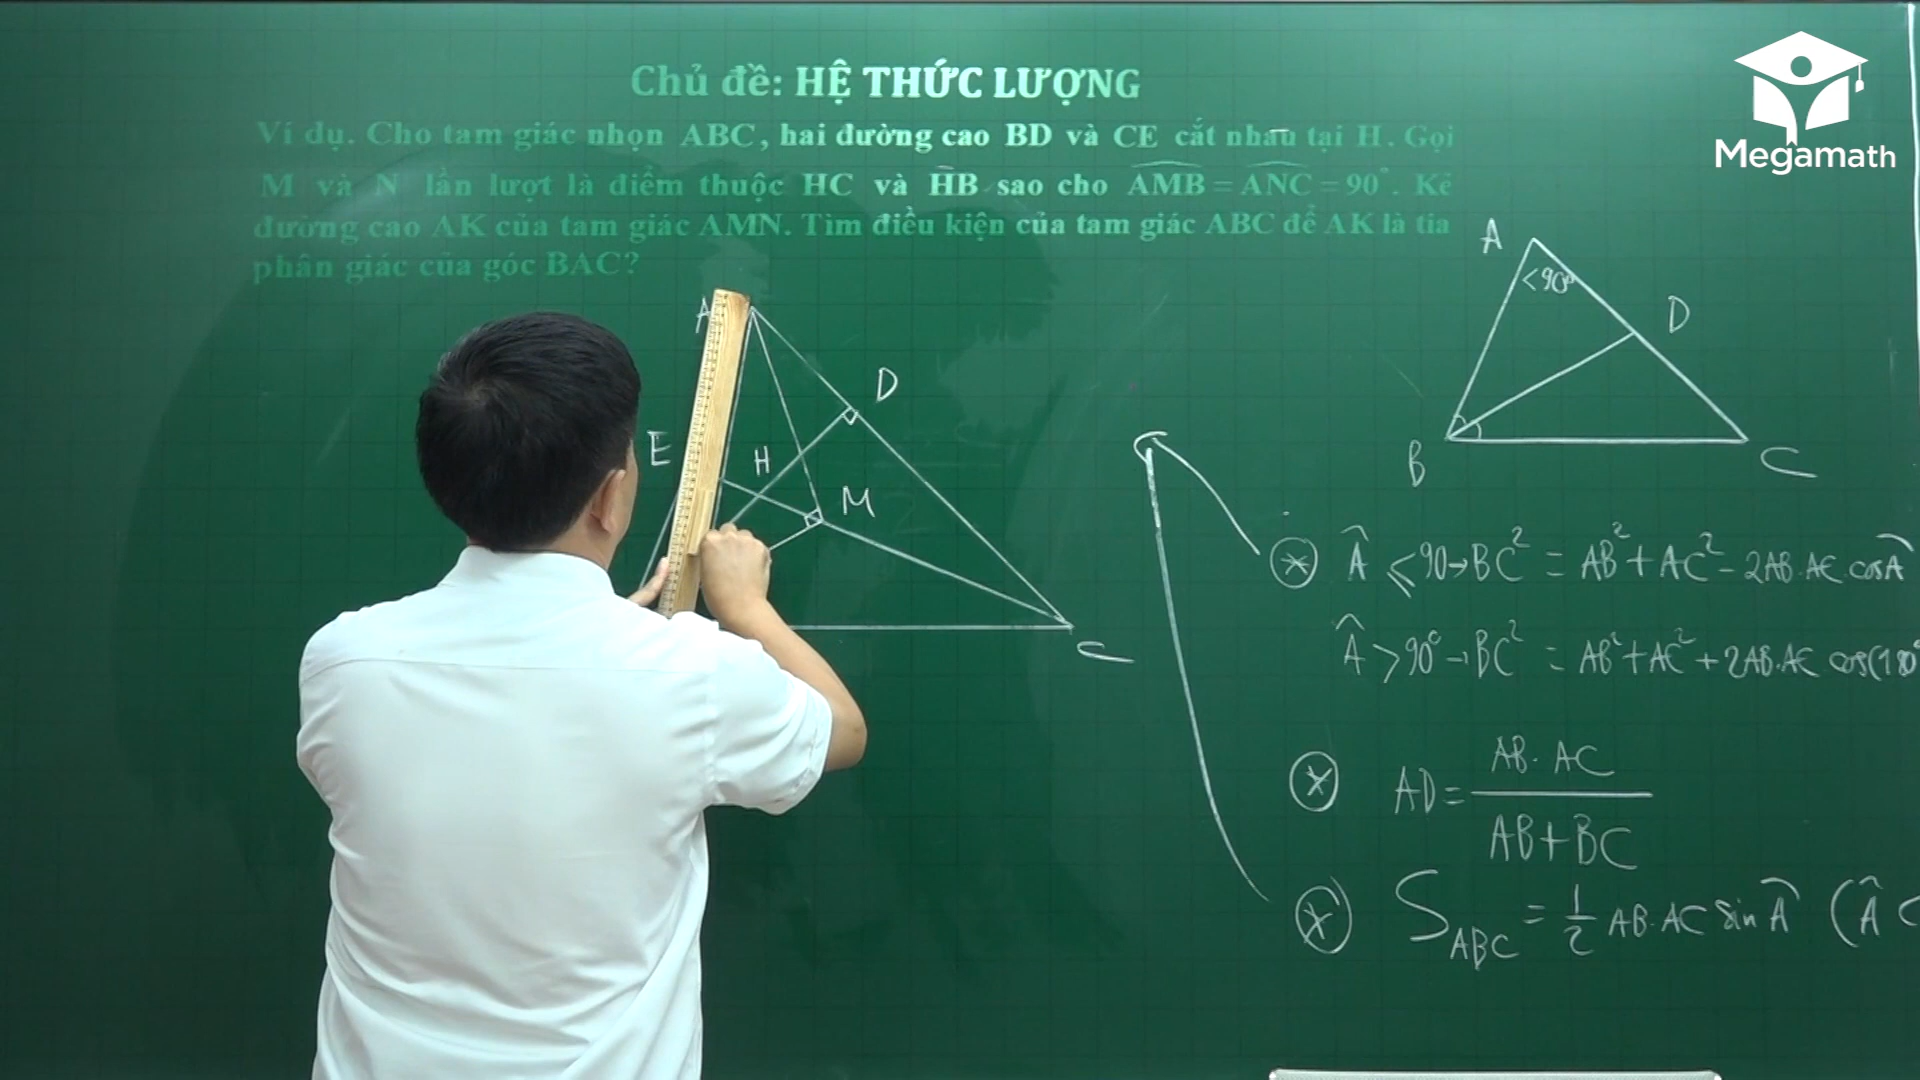 Megamath
Chủ đề: HỆ THỨC LƯỢNG
Ví dụ. Cho tam giác nhọn ABC, hai đường cao BD và CE cắt nhau tại H. Gọi
M và N lần lượt là điểm thuộc HC và HB sao cho AMB = ANC = 90°. Kẻ
đường cao AK của tam giác AMN. Tìm điều kiện của tam giác ABC để AK là tia
phân giác của góc BAC?
A
D
E
H
M
C
A
<90°
D
B
C
* Â ≤ 90 → BC² = AB² + AC² - 2AB.AC.cosA
Â > 90° → BC² = AB² + AC² + 2AB.AC cos(180°
* AD = AB. AC
AB + BC
* S_ABC = 1/2 AB.AC sin A (Â <